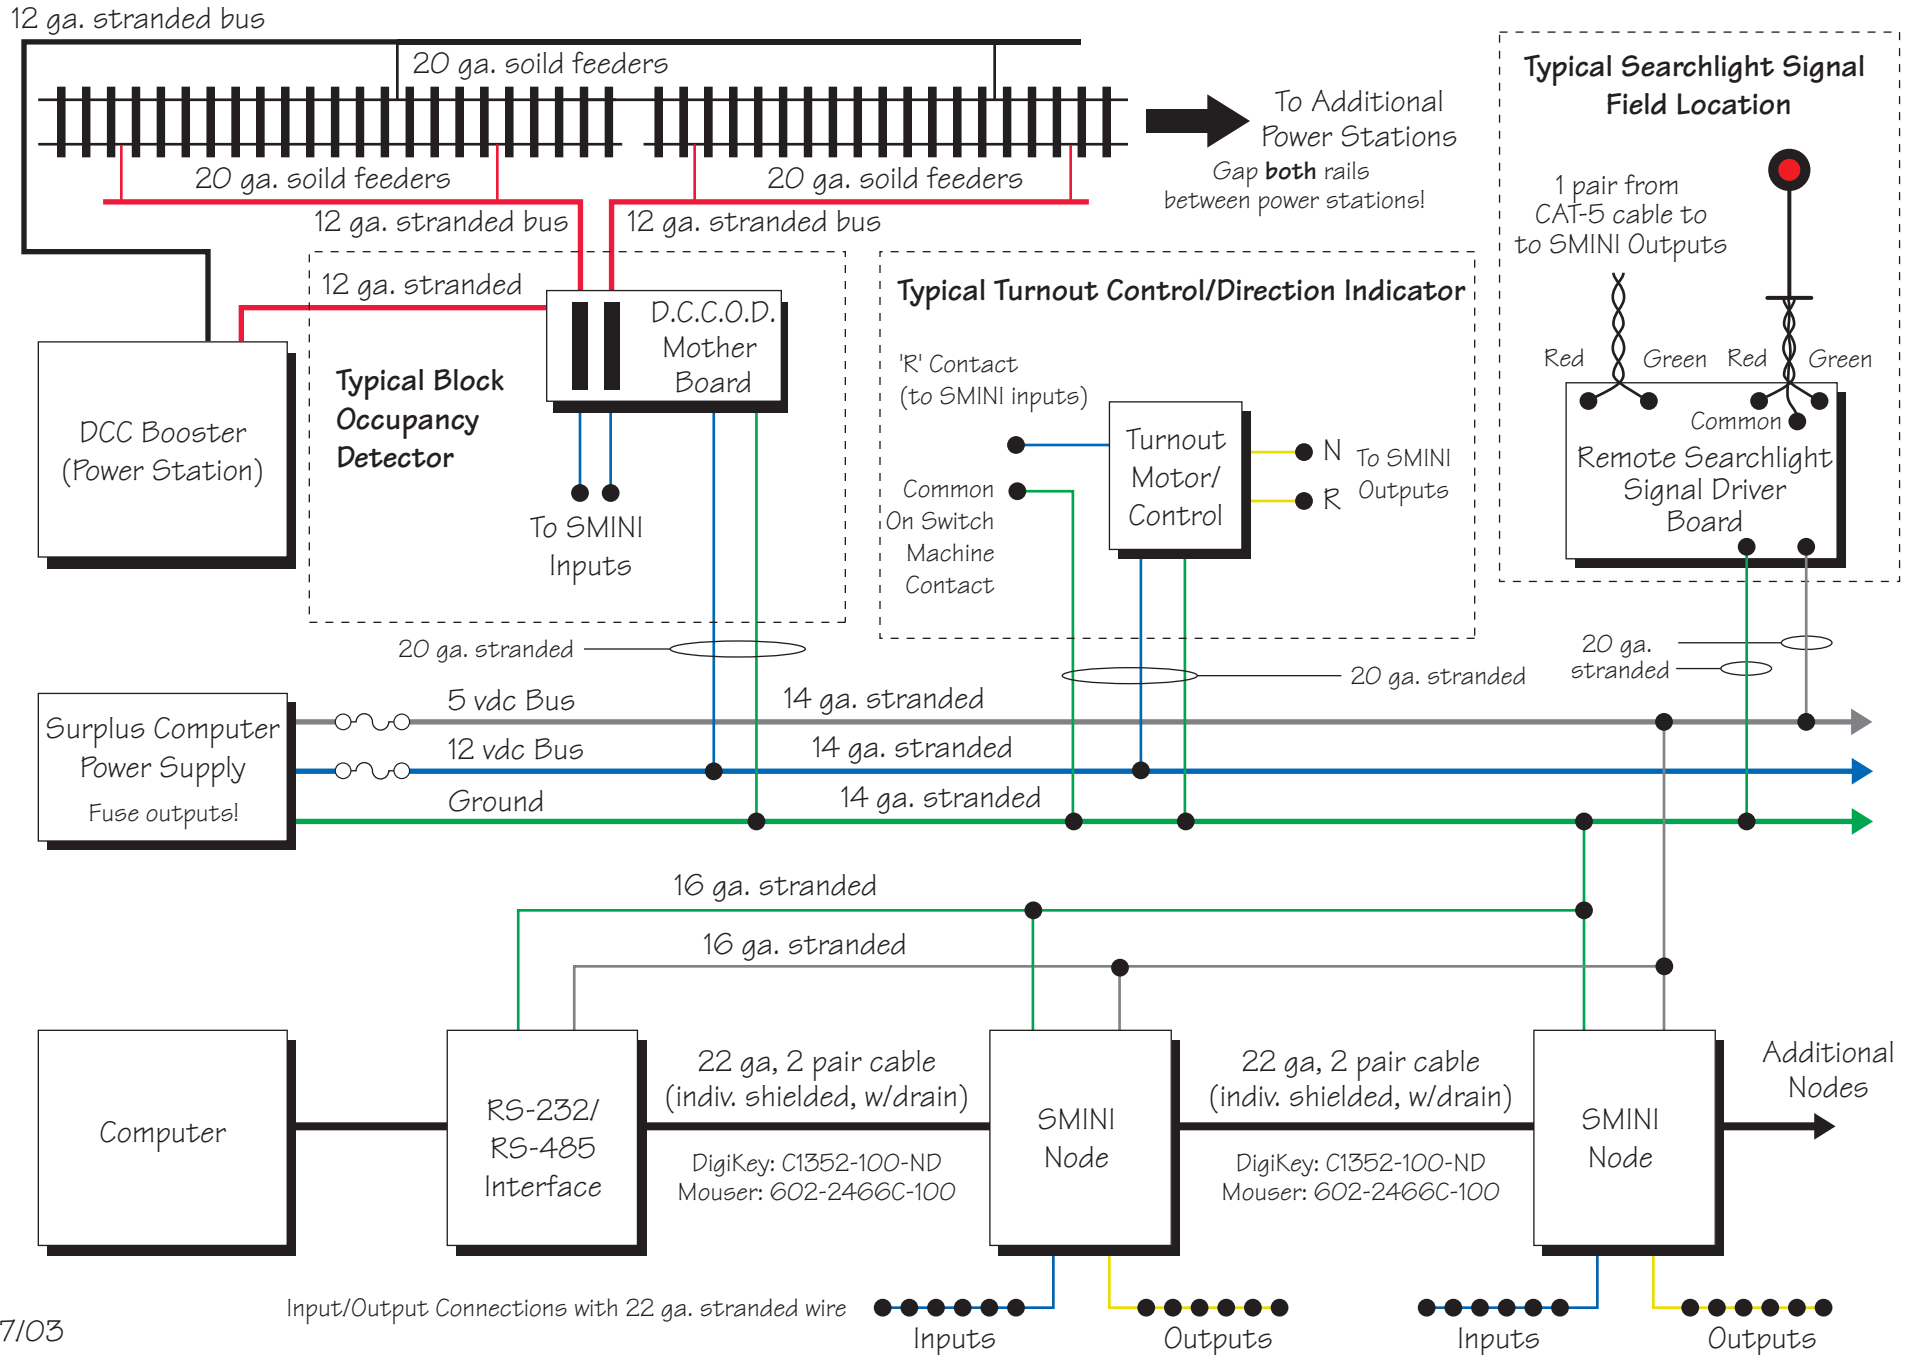 12 ga. stranded bus
20 ga. soild feeders
20 ga. soild feeders
20 ga. soild feeders
12 ga. stranded bus
12 ga. stranded bus
To Additional
Power Stations
Gap both rails
between power stations!
Typical Searchlight Signal
Field Location
1 pair from
CAT-5 cable to
to SMINI Outputs
Red
Green
Red
Green
Common
Remote Searchlight
Signal Driver
Board
12 ga. stranded
D.C.C.O.D.
Mother
Board
Typical Block
Occupancy
Detector
To SMINI
Inputs
DCC Booster
(Power Station)
Typical Turnout Control/Direction Indicator
'R' Contact
(to SMINI inputs)
Common
On Switch
Machine
Contact
Turnout
Motor/
Control
N
R
To SMINI
Outputs
20 ga. stranded
20 ga. stranded
20 ga.
stranded
Surplus Computer
Power Supply
Fuse outputs!
5 vdc Bus
14 ga. stranded
12 vdc Bus
14 ga. stranded
Ground
14 ga. stranded
16 ga. stranded
16 ga. stranded
Computer
RS-232/
RS-485
Interface
22 ga, 2 pair cable
(indiv. shielded, w/drain)
DigiKey: C1352-100-ND
Mouser: 602-2466C-100
SMINI
Node
22 ga, 2 pair cable
(indiv. shielded, w/drain)
DigiKey: C1352-100-ND
Mouser: 602-2466C-100
SMINI
Node
Additional
Nodes
Input/Output Connections with 22 ga. stranded wire
Inputs
Outputs
Inputs
Outputs
7/03